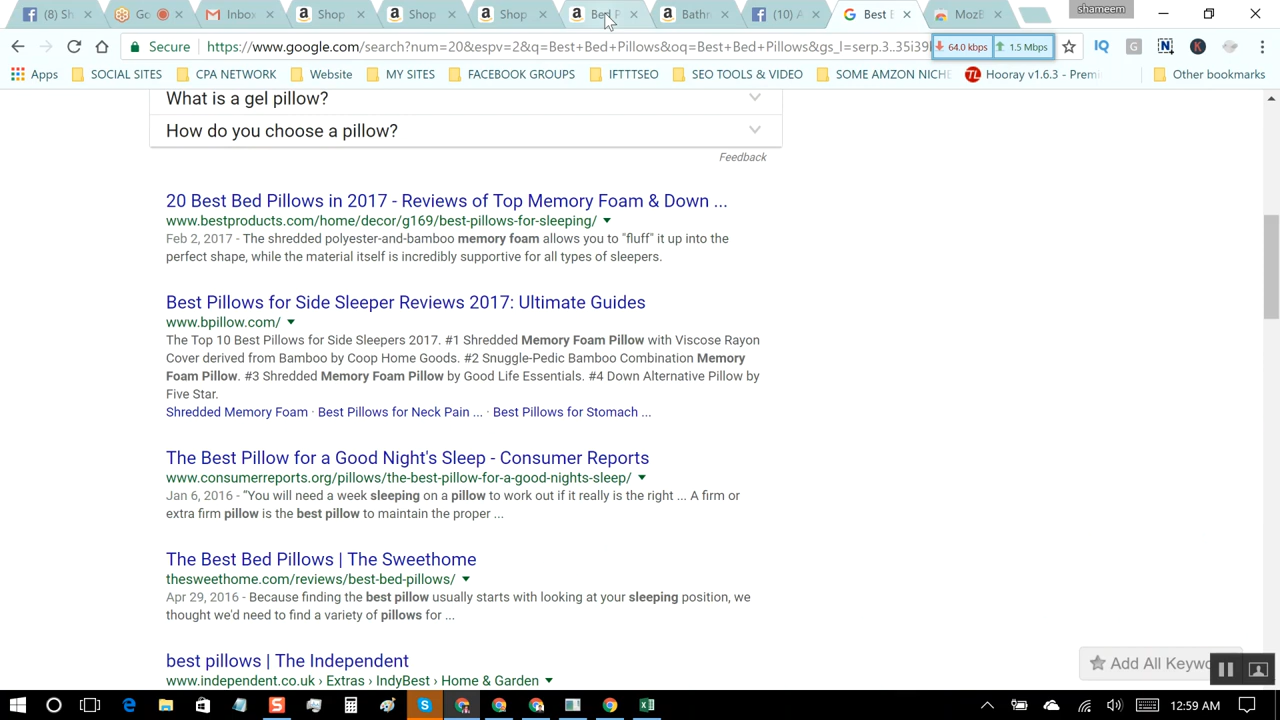 (8) Sh
Go
Inbox
Shop
Shop
Shop
Bed P
Bathr
(10) A
Best E
MozB
shameem
Secure https://www.google.com/search?num=20&espv=2&q=Best+Bed+Pillows&oq=Best+Bed+Pillows&gs_l=serp.3..35i39
64.0 kbps 1.5 Mbps
Apps SOCIAL SITES CPA NETWORK Website MY SITES FACEBOOK GROUPS IFTTTSEO SEO TOOLS & VIDEO SOME AMZON NICHE Hooray v1.6.3 - Premi Other bookmarks
What is a gel pillow?
How do you choose a pillow?
Feedback
20 Best Bed Pillows in 2017 - Reviews of Top Memory Foam & Down ...
www.bestproducts.com/home/decor/g169/best-pillows-for-sleeping/
Feb 2, 2017 - The shredded polyester-and-bamboo memory foam allows you to "fluff" it up into the
perfect shape, while the material itself is incredibly supportive for all types of sleepers.
Best Pillows for Side Sleeper Reviews 2017: Ultimate Guides
www.bpillow.com/
The Top 10 Best Pillows for Side Sleepers 2017. #1 Shredded Memory Foam Pillow with Viscose Rayon
Cover derived from Bamboo by Coop Home Goods. #2 Snuggle-Pedic Bamboo Combination Memory
Foam Pillow. #3 Shredded Memory Foam Pillow by Good Life Essentials. #4 Down Alternative Pillow by
Five Star.
Shredded Memory Foam · Best Pillows for Neck Pain ... · Best Pillows for Stomach ...
The Best Pillow for a Good Night's Sleep - Consumer Reports
www.consumerreports.org/pillows/the-best-pillow-for-a-good-nights-sleep/
Jan 6, 2016 - “You will need a week sleeping on a pillow to work out if it really is the right ... A firm or
extra firm pillow is the best pillow to maintain the proper ...
The Best Bed Pillows | The Sweethome
thesweethome.com/reviews/best-bed-pillows/
Apr 29, 2016 - Because finding the best pillow usually starts with looking at your sleeping position, we
thought we'd need to find a variety of pillows for ...
best pillows | The Independent
www.independent.co.uk › Extras › IndyBest › Home & Garden
Add All Keywo
12:59 AM